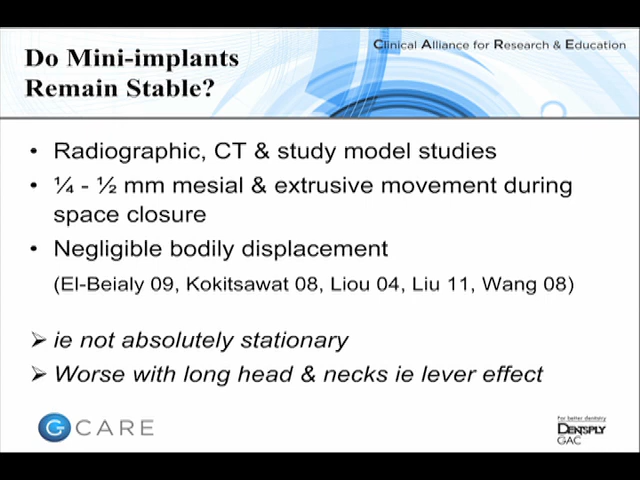 Clinical Alliance for Research & Education
Do Mini-implants
Remain Stable?
• Radiographic, CT & study model studies
• ¼ - ½ mm mesial & extrusive movement during
space closure
• Negligible bodily displacement
(El-Beialy 09, Kokitsawat 08, Liou 04, Liu 11, Wang 08)
➢ ie not absolutely stationary
➢ Worse with long head & necks ie lever effect
G CARE
For better dentistry
DENTSPLY
GAC